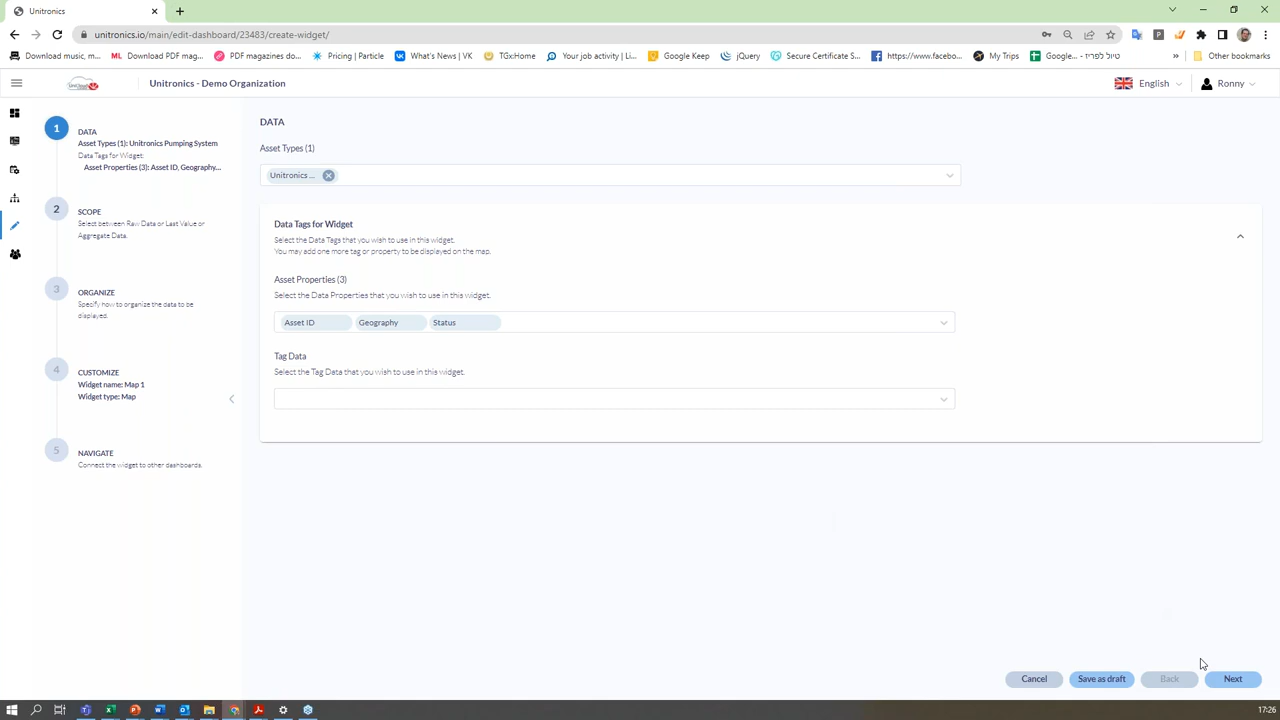 Unitronics
unitronics.io/main/edit-dashboard/23483/create-widget/
Download music, m...
ML Download PDF mag...
PDF magazines do...
Pricing | Particle
What's News | VK
TGx:Home
Your job activity | Li...
Google Keep
jQuery
Secure Certificate S...
https://www.facebo...
My Trips
Google... - טיול לפריז
»
Other bookmarks
Unitronics - Demo Organization
English
Ronny
1
DATA
Asset Types (1): Unitronics Pumping System
Data Tags for Widget:
Asset Properties (3): Asset ID, Geography...
2
SCOPE
Select between Raw Data or Last Value or
Aggregate Data.
3
ORGANIZE
Specify how to organize the data to be
displayed.
4
CUSTOMIZE
Widget name: Map 1
Widget type: Map
5
NAVIGATE
Connect the widget to other dashboards.
DATA
Asset Types (1)
Unitronics ...
Data Tags for Widget
Select the Data Tags that you wish to use in this widget.
You may add one more tag or property to be displayed on the map.
Asset Properties (3)
Select the Data Properties that you wish to use in this widget.
Asset ID
Geography
Status
Tag Data
Select the Tag Data that you wish to use in this widget.
Cancel
Save as draft
Back
Next
17:26